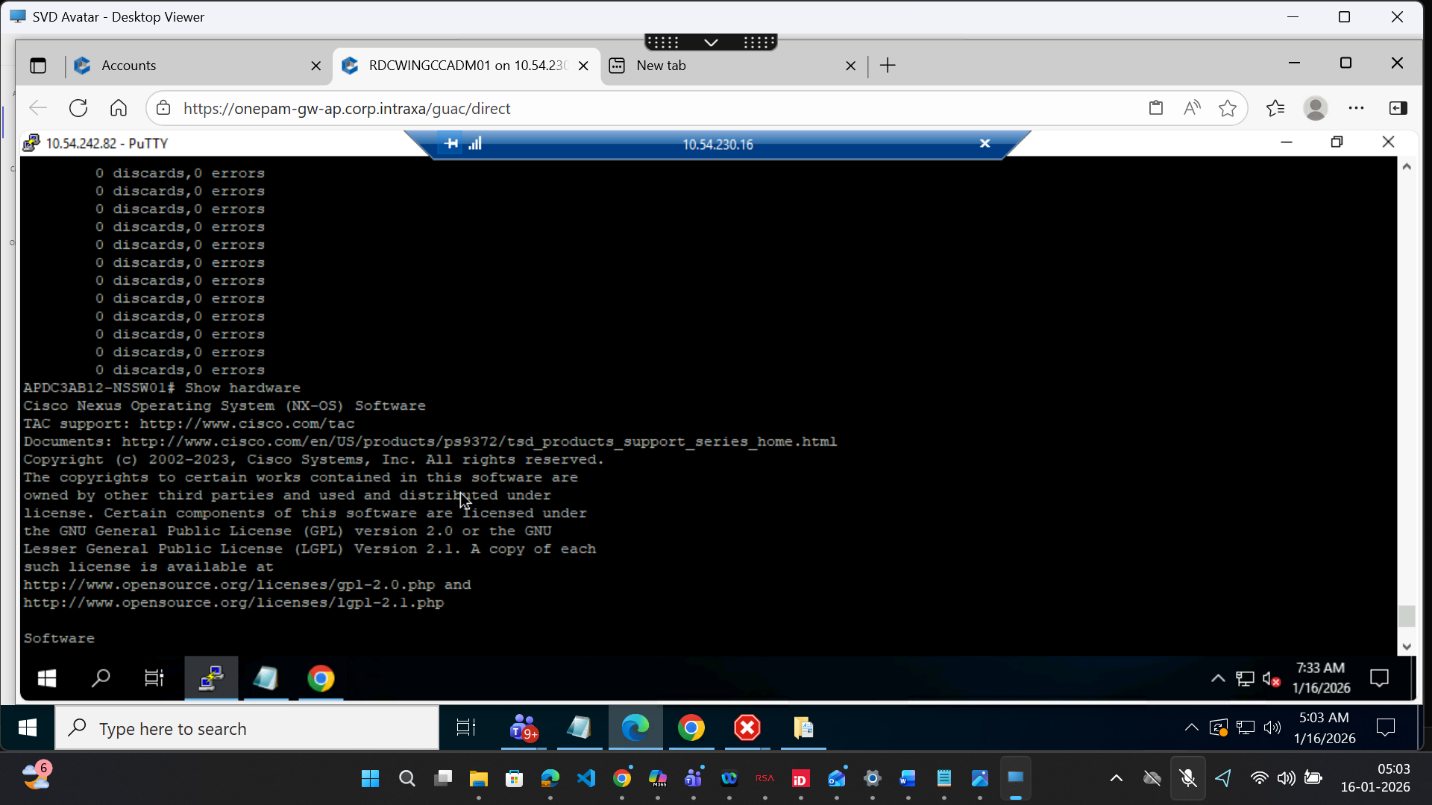 SVD Avatar - Desktop Viewer
Accounts
RDCWINGCCADM01 on 10.54.230
New tab
https://onepam-gw-ap.corp.intraxa/guac/direct
10.54.242.82 - PuTTY
10.54.230.16
0 discards,0 errors
0 discards,0 errors
0 discards,0 errors
0 discards,0 errors
0 discards,0 errors
0 discards,0 errors
0 discards,0 errors
0 discards,0 errors
0 discards,0 errors
0 discards,0 errors
0 discards,0 errors
0 discards,0 errors
APDC3AB12-NSSW01# Show hardware
Cisco Nexus Operating System (NX-OS) Software
TAC support: http://www.cisco.com/tac
Documents: http://www.cisco.com/en/US/products/ps9372/tsd_products_support_series_home.html
Copyright (c) 2002-2023, Cisco Systems, Inc. All rights reserved.
The copyrights to certain works contained in this software are
owned by other third parties and used and distributed under
license. Certain components of this software are licensed under
the GNU General Public License (GPL) version 2.0 or the GNU
Lesser General Public License (LGPL) Version 2.1. A copy of each
such license is available at
http://www.opensource.org/licenses/gpl-2.0.php and
http://www.opensource.org/licenses/lgpl-2.1.php
Software
7:33 AM
1/16/2026
Type here to search
9+
5:03 AM
1/16/2026
6
RSA
iD
05:03
16-01-2026